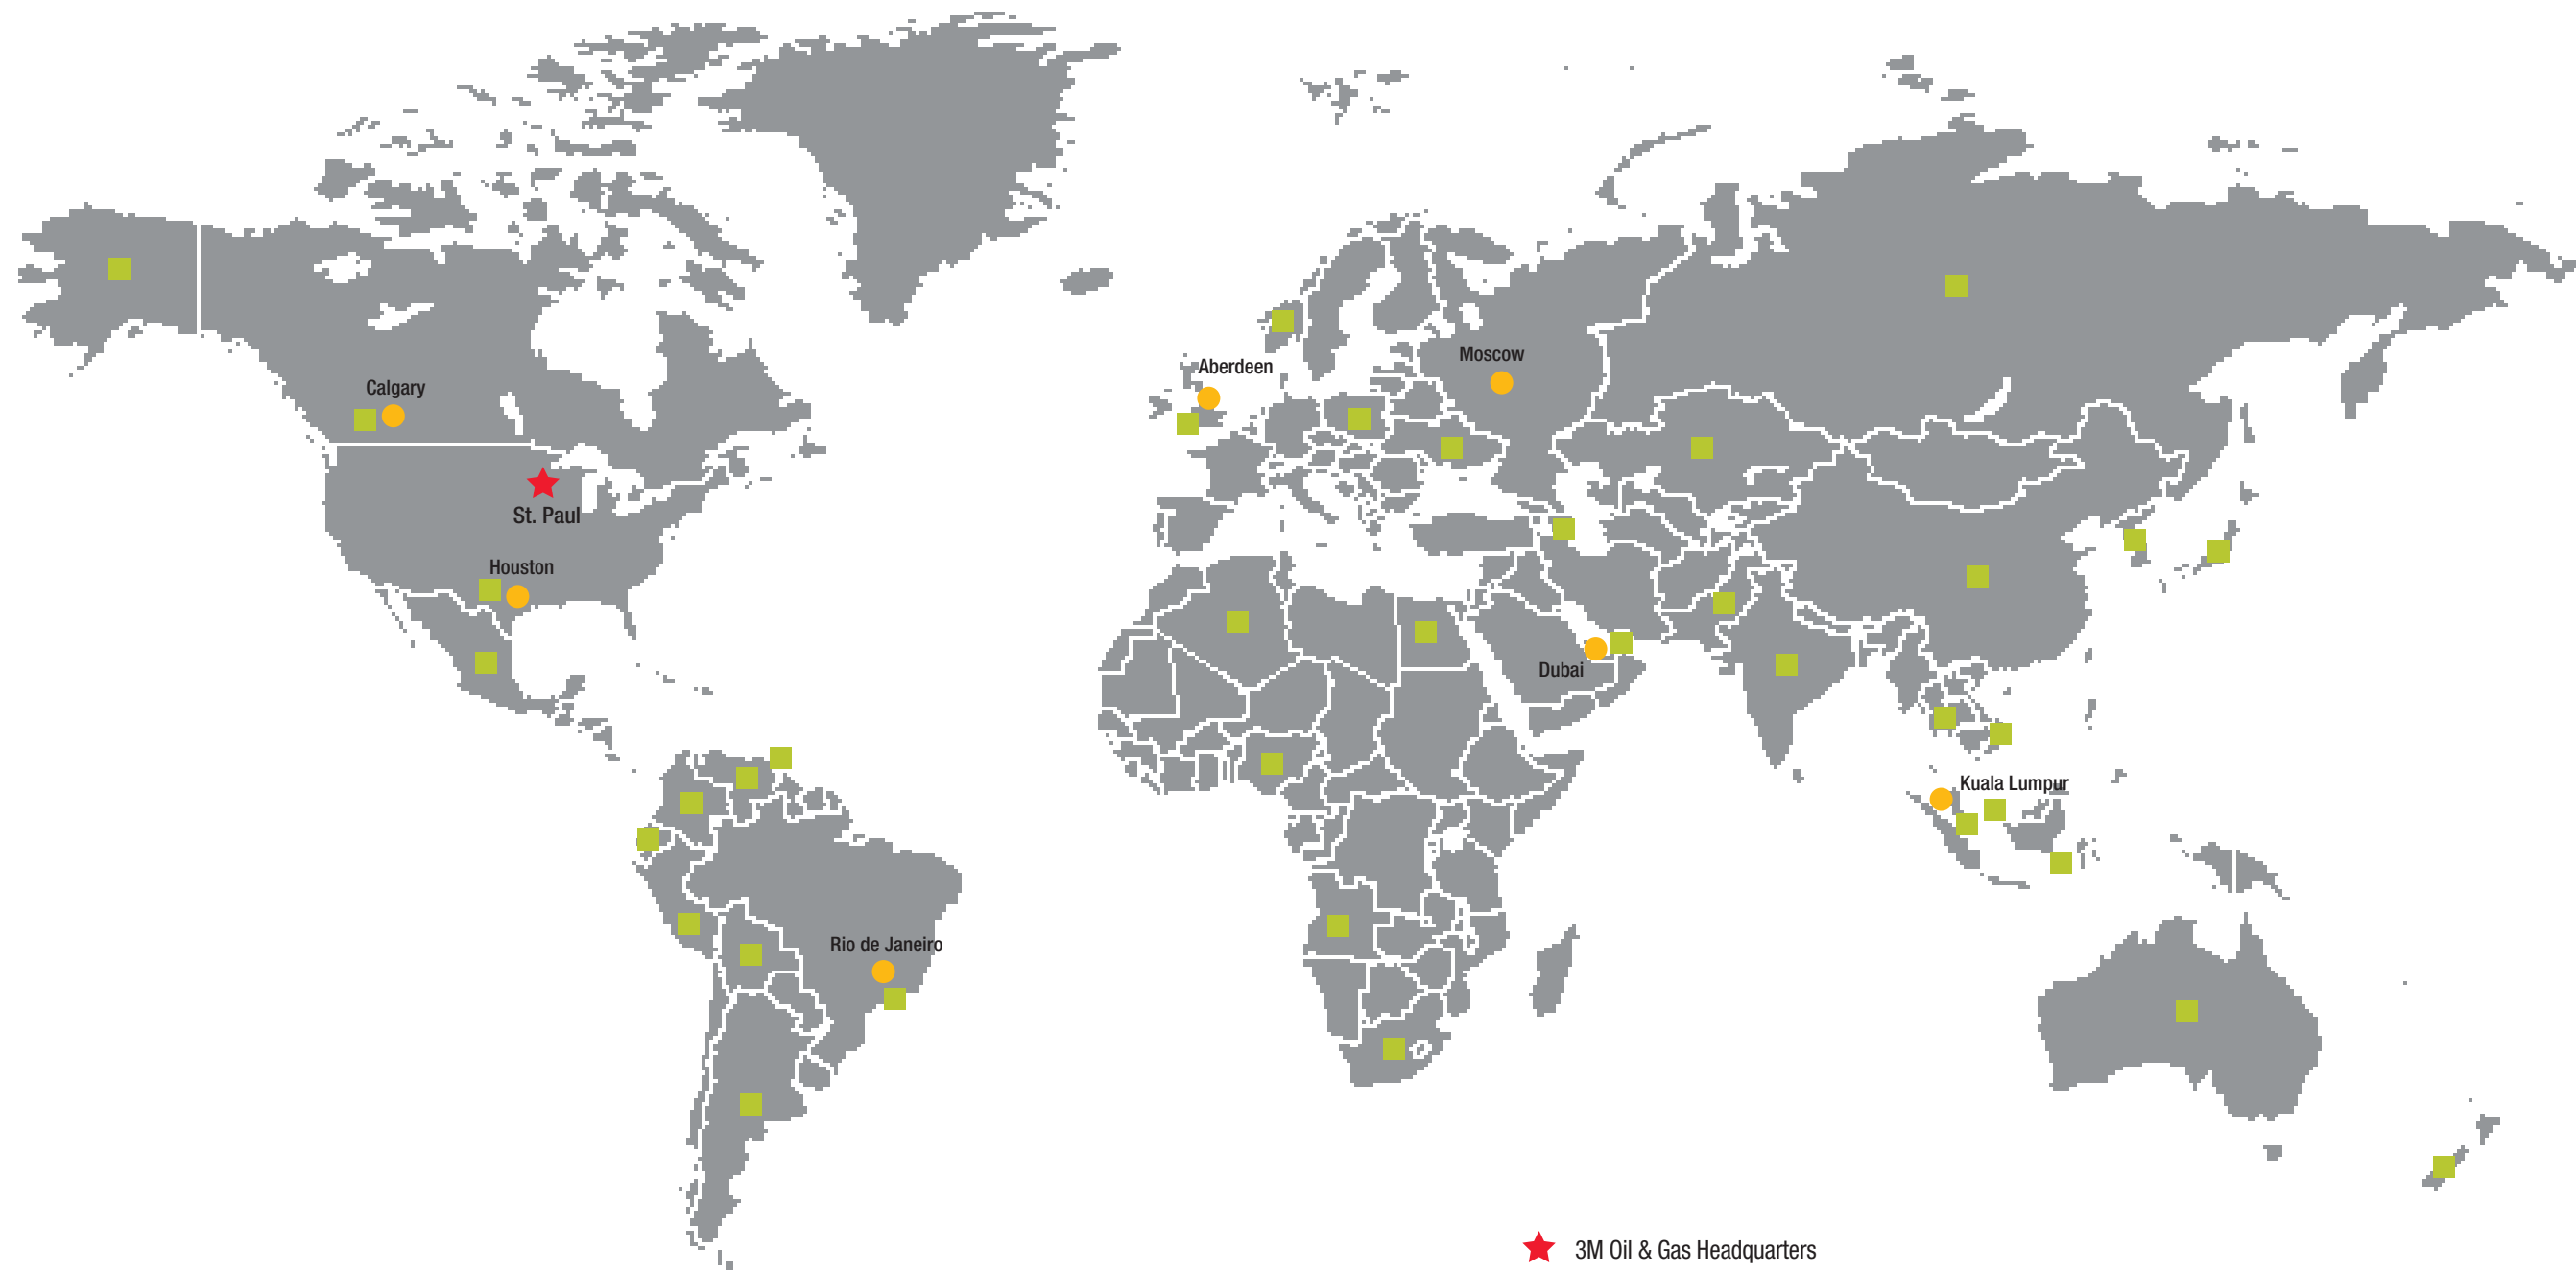 Aberdeen
Moscow
Calgary
St. Paul
Houston
Dubai
Kuala Lumpur
Rio de Janeiro
3M Oil & Gas Headquarters